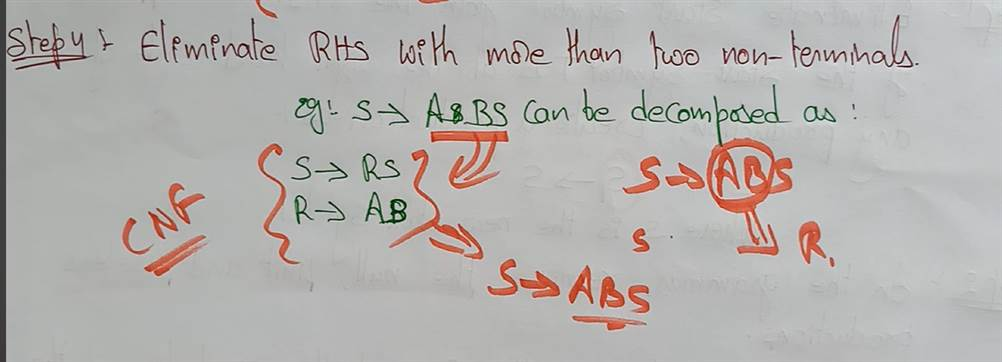 Step 4: Eliminate RHS with more than two non-terminals.
eg: S → ABBS can be decomposed as:
S → RS
R → AB
CNF
S → ABS
S
R.
S → ABS